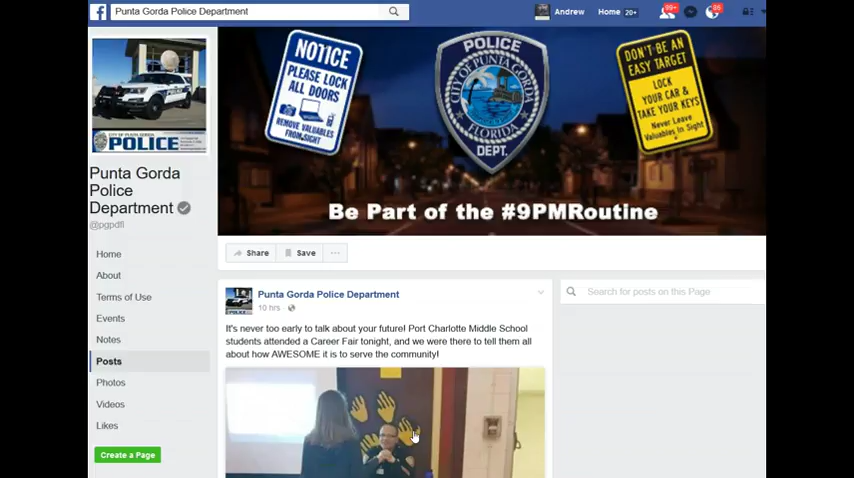 Punta Gorda Police Department
Andrew
Home 20+
99+
86
NOTICE
PLEASE LOCK
ALL DOORS
REMOVE VALUABLES
FROM SIGHT
POLICE
CITY OF PUNTA GORDA
FLORIDA
DEPT.
DON'T BE AN
EASY TARGET
LOCK
YOUR CAR &
TAKE YOUR KEYS
Never Leave
Valuables In Sight
Be Part of the #9PMRoutine
POLICE
Punta Gorda
Police
Department
@pgpdfl
Home
About
Terms of Use
Events
Notes
Posts
Photos
Videos
Likes
Create a Page
Share
Save
...
Punta Gorda Police Department
10 hrs
It's never too early to talk about your future! Port Charlotte Middle School
students attended a Career Fair tonight, and we were there to tell them all
about how AWESOME it is to serve the community!
Search for posts on this Page